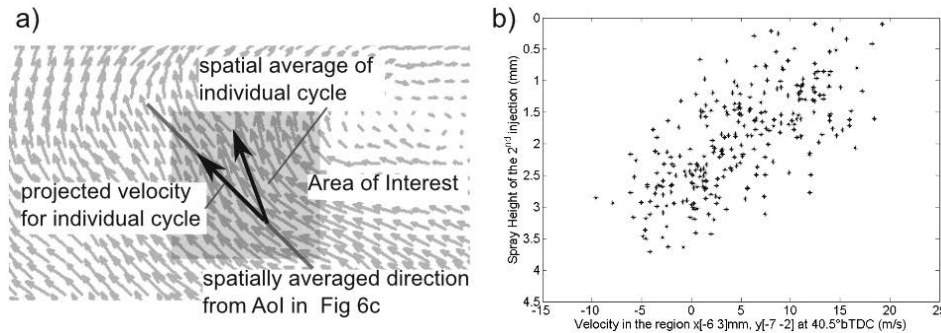 a)
spatial average of
individual cycle
projected velocity
for individual cycle
Area of Interest
spatially averaged direction
from AoI in Fig 6c
b)
Spray Height of the 2nd injection (mm)
0
0.5
1
1.5
2
2.5
3
3.5
4
4.5
-15
-10
-5
0
5
10
15
20
25
Velocity in the region x[-6 3]mm, y[-7 -2] at 40.5°bTDC (m/s)